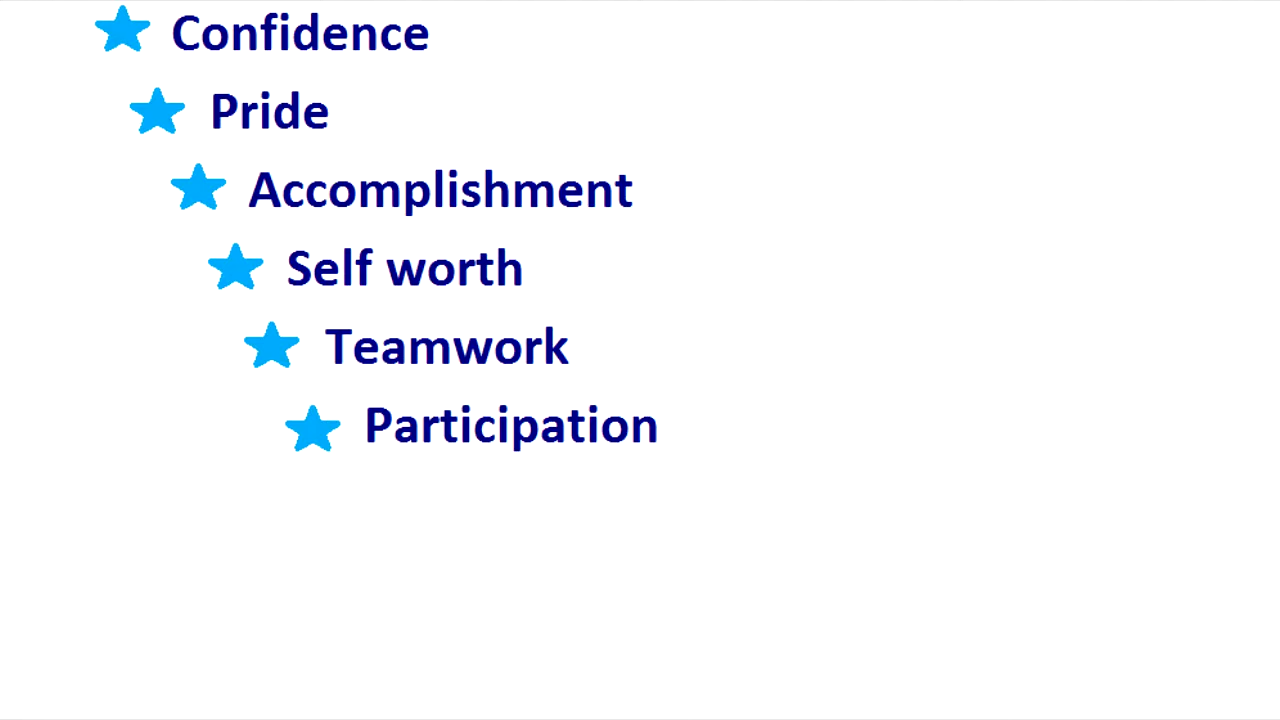 Confidence
Pride
Accomplishment
Self worth
Teamwork
Participation